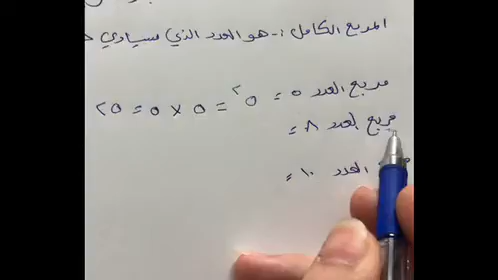 المربع الكامل :- هو العدد الذي يساوي
مربع العدد ٥ = ٥² = ٥ × ٥ = ٢٥
مربع العدد ٨ =
العدد ١٠ =